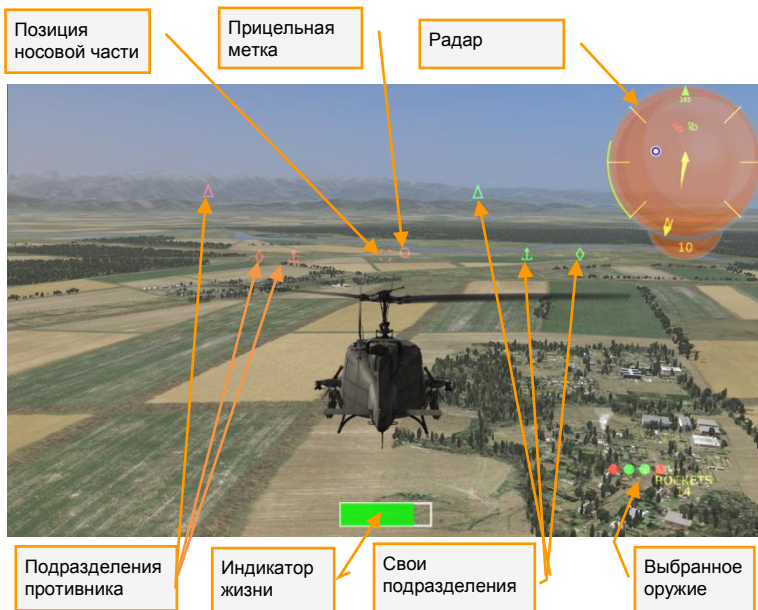 Позиция
носовой части
Прицельная
метка
Радар
165
N
10
ROCKETS
14
Подразделения
противника
Индикатор
жизни
Свои
подразделения
Выбранное
оружие